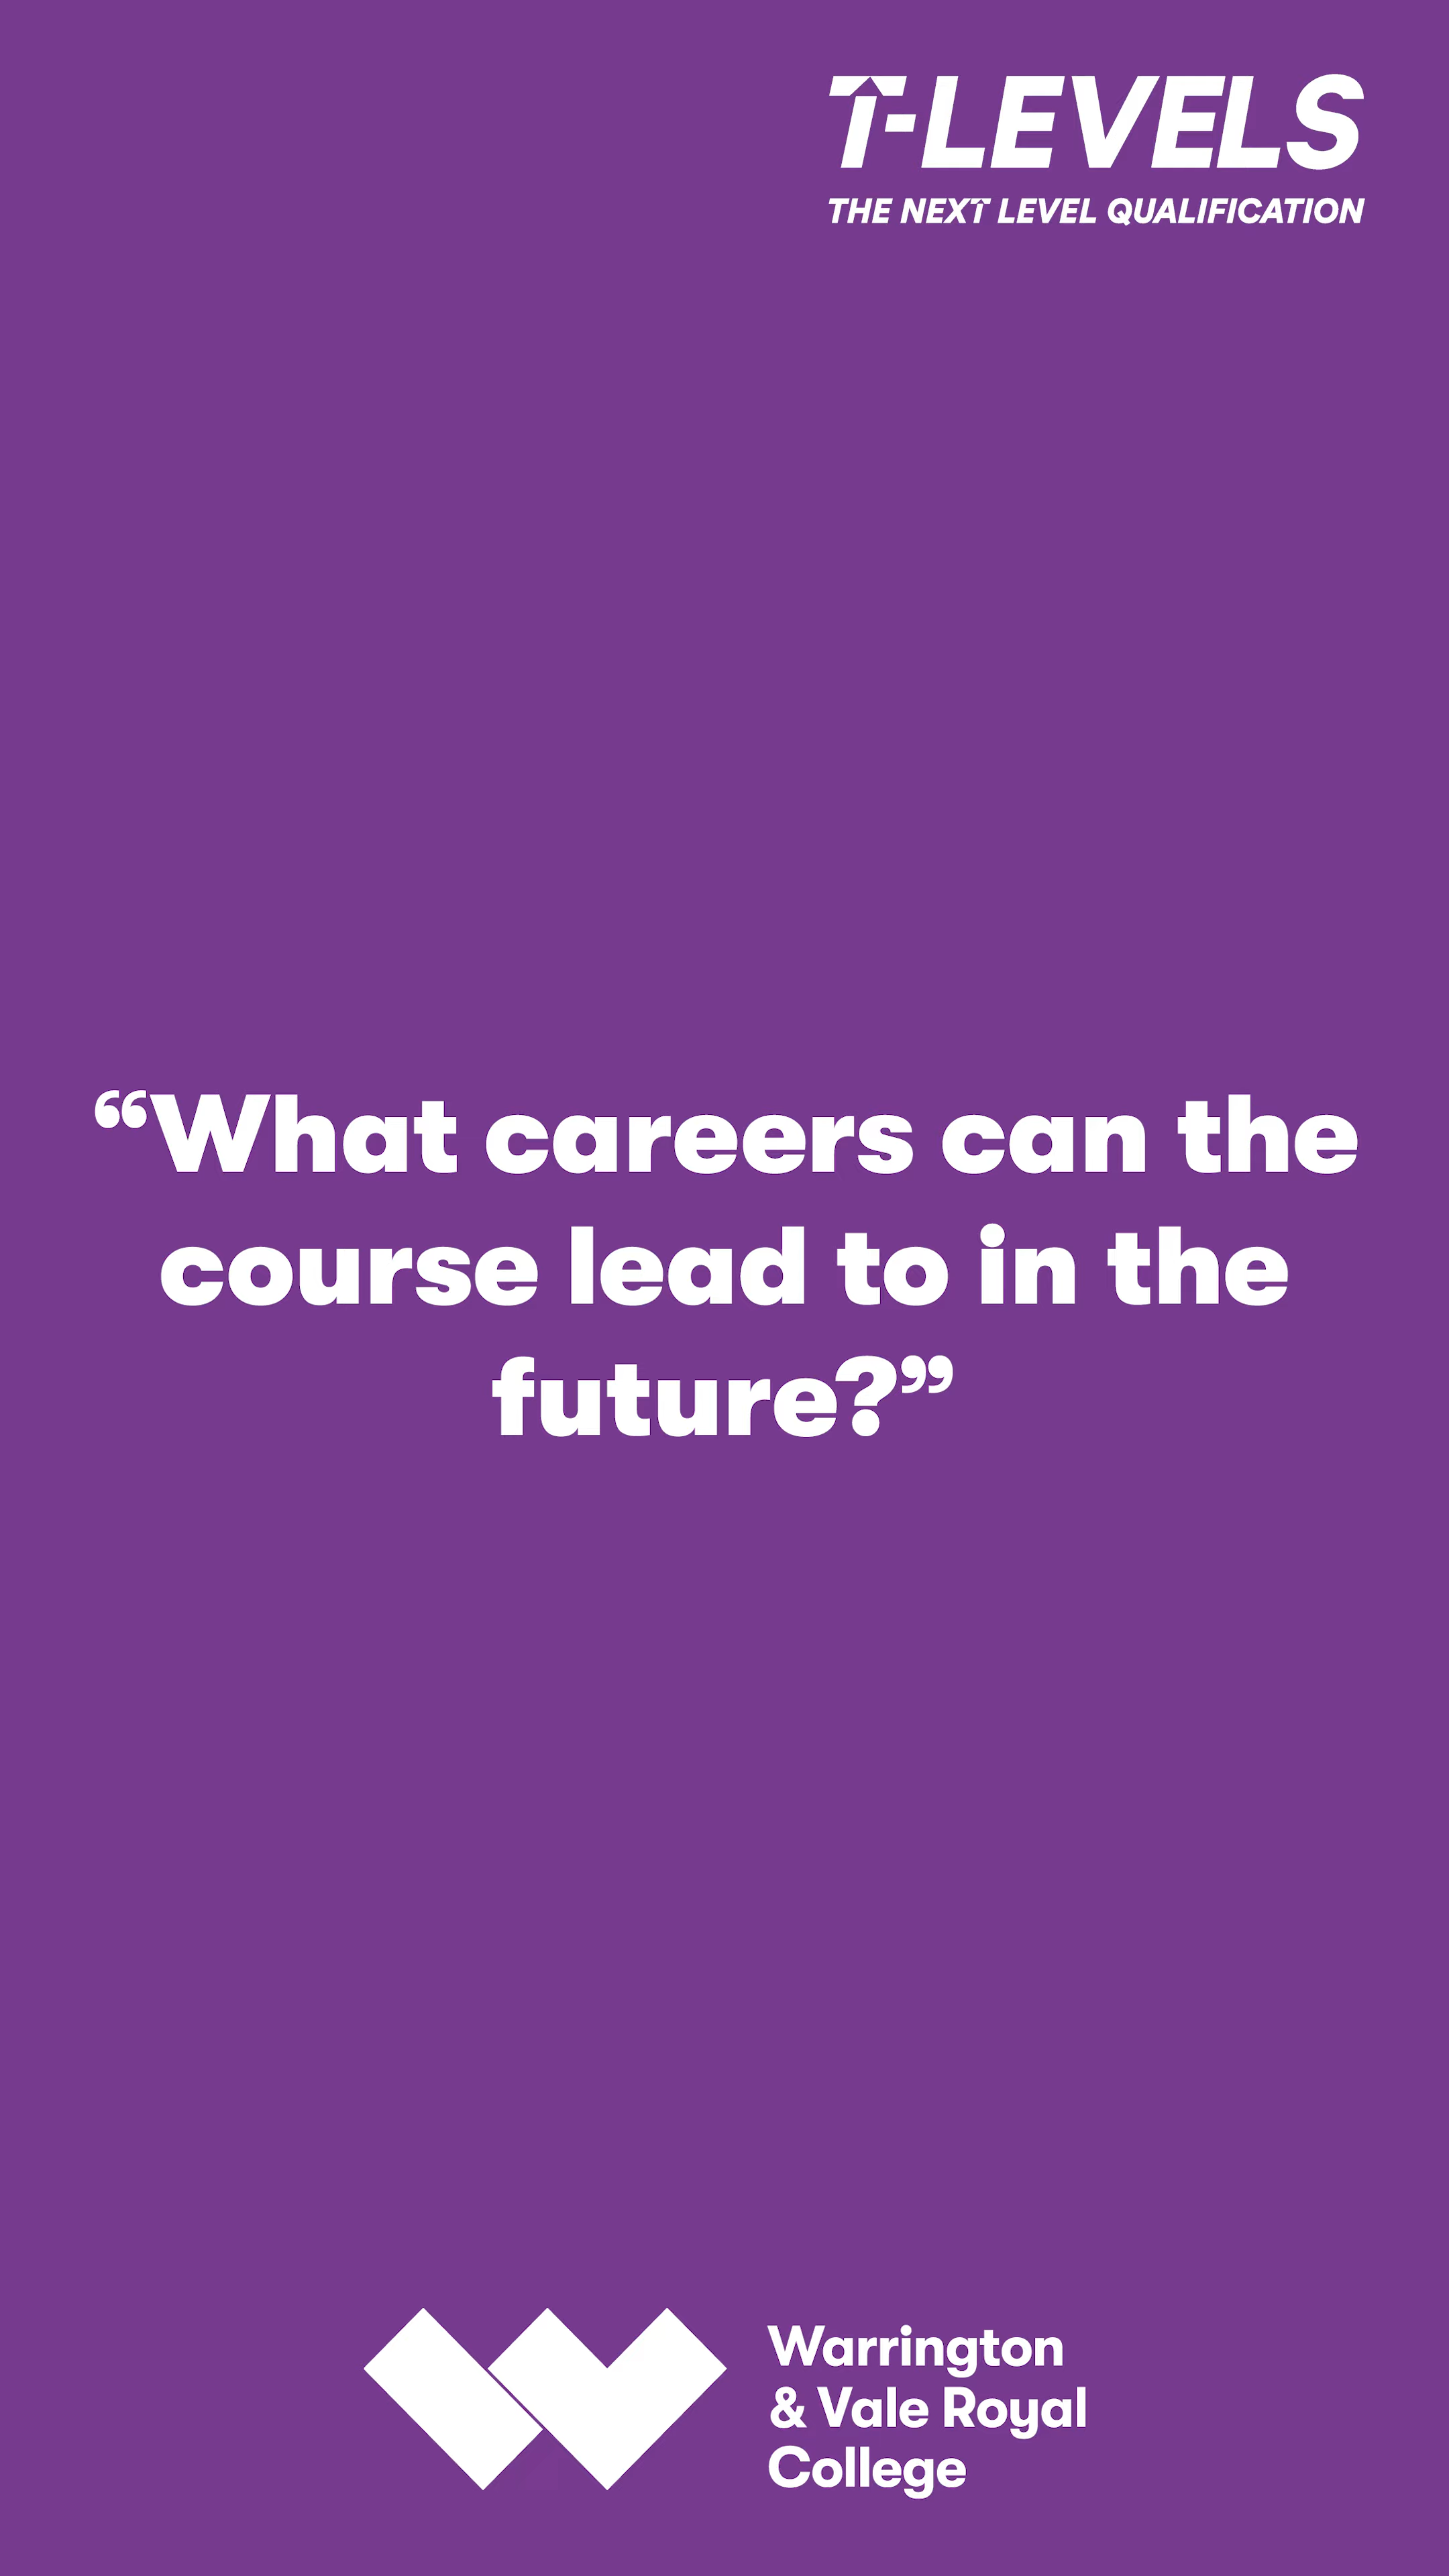 T-LEVELS
THE NEXT LEVEL QUALIFICATION
“What careers can the
course lead to in the
future?”
Warrington
& Vale Royal
College